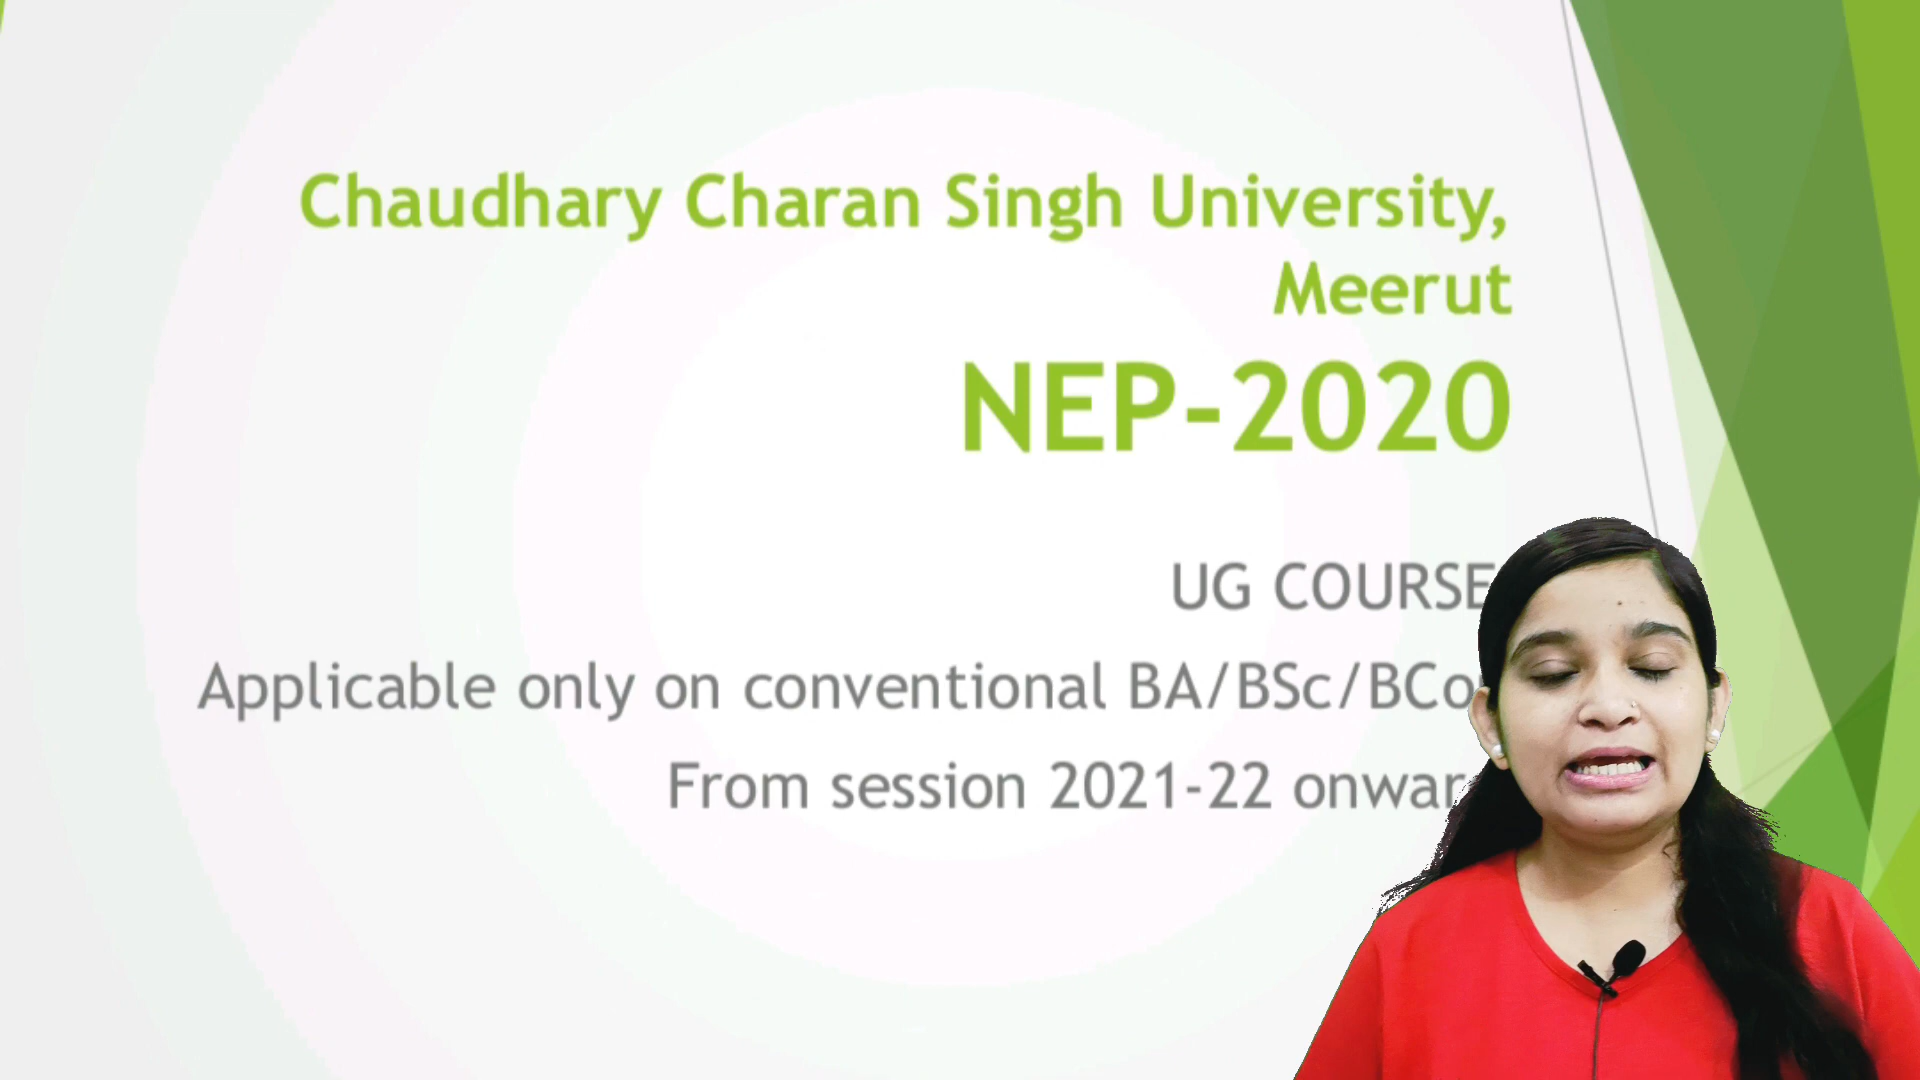 Chaudhary Charan Singh University,
Meerut
NEP-2020
UG COURSE
Applicable only on conventional BA/BSc/BCo
From session 2021-22 onwar